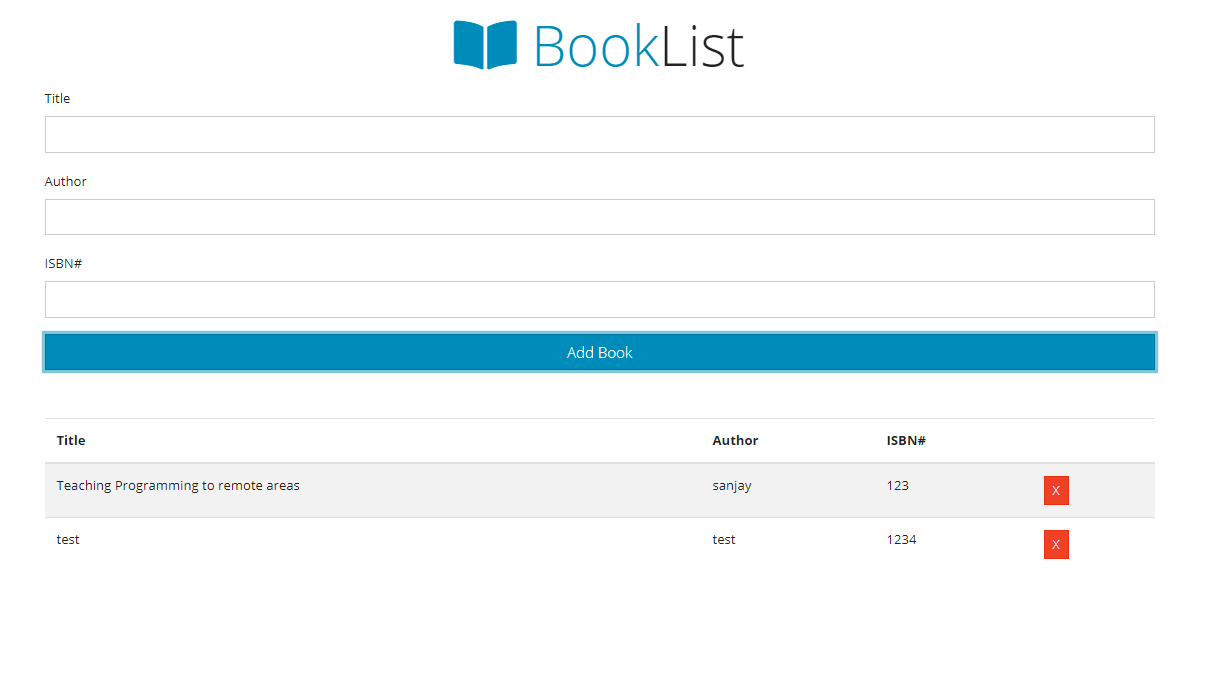 BookList
Title
Author
ISBN#
Add Book
Title Author ISBN#
Teaching Programming to remote areas sanjay 123 X
test test 1234 X